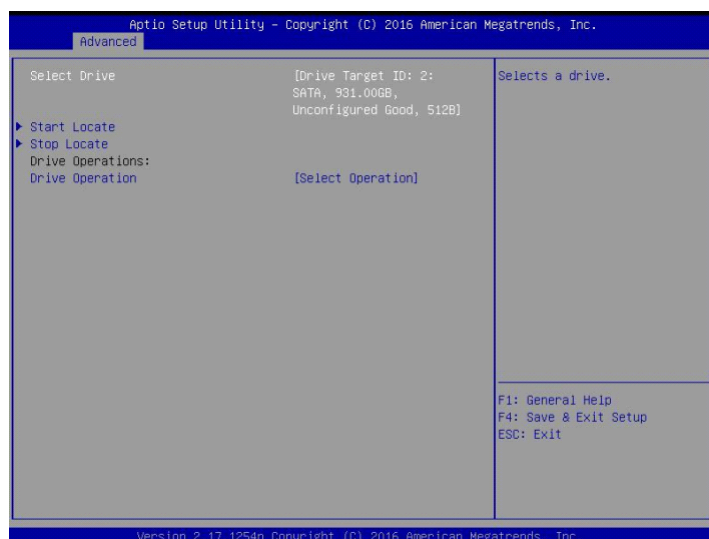 Aptio Setup Utility – Copyright (C) 2016 American Megatrends, Inc.
Advanced
Select Drive [Drive Target ID: 2:
SATA, 931.00GB,
Unconfigured Good, 512B]
Start Locate
Stop Locate
Drive Operations:
Drive Operation [Select Operation]
Selects a drive.
F1: General Help
F4: Save & Exit Setup
ESC: Exit
Version 2.17.1254n Copyright (C) 2016 American Megatrends, Inc.